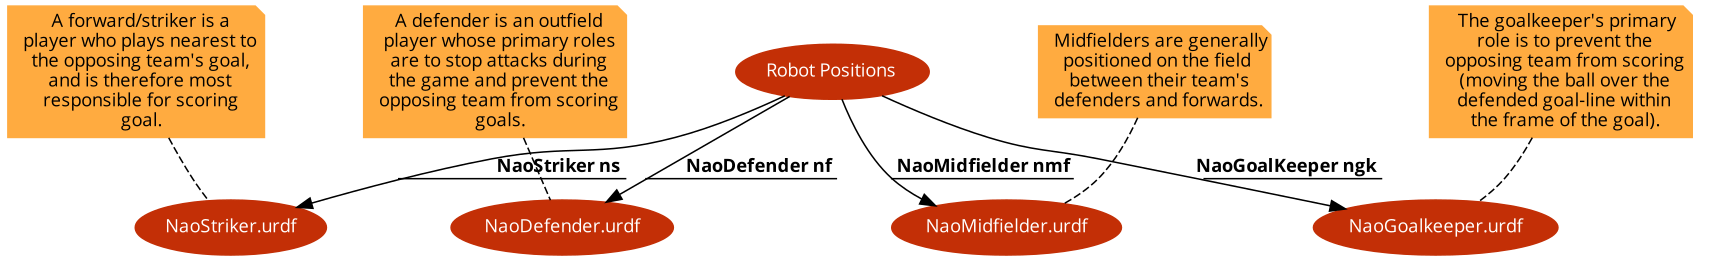 A forward/striker is a
player who plays nearest to
the opposing team's goal,
and is therefore most
responsible for scoring
goal.
A defender is an outfield
player whose primary roles
are to stop attacks during
the game and prevent the
opposing team from scoring
goals.
Robot Positions
Midfielders are generally
positioned on the field
between their team's
defenders and forwards.
The goalkeeper's primary
role is to prevent the
opposing team from scoring
(moving the ball over the
defended goal-line within
the frame of the goal).
NaoStriker ns
NaoDefender nf
NaoMidfielder nmf
NaoGoalKeeper ngk
NaoStriker.urdf
NaoDefender.urdf
NaoMidfielder.urdf
NaoGoalkeeper.urdf